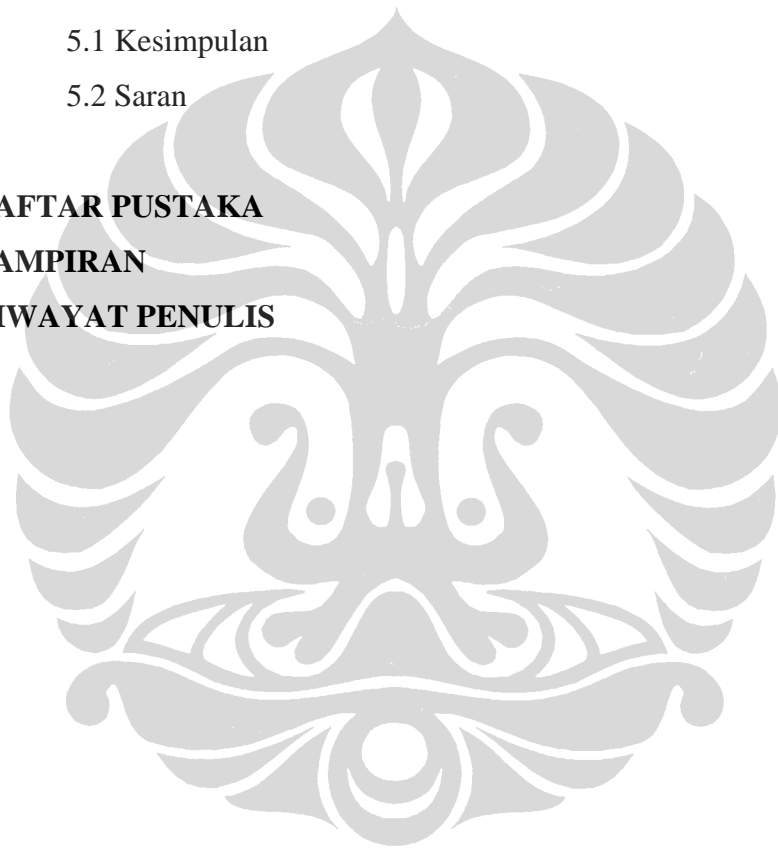 5.1 Kesimpulan
5.2 Saran
AFTAR PUSTAKA
AMPIRAN
IWAYAT PENULIS